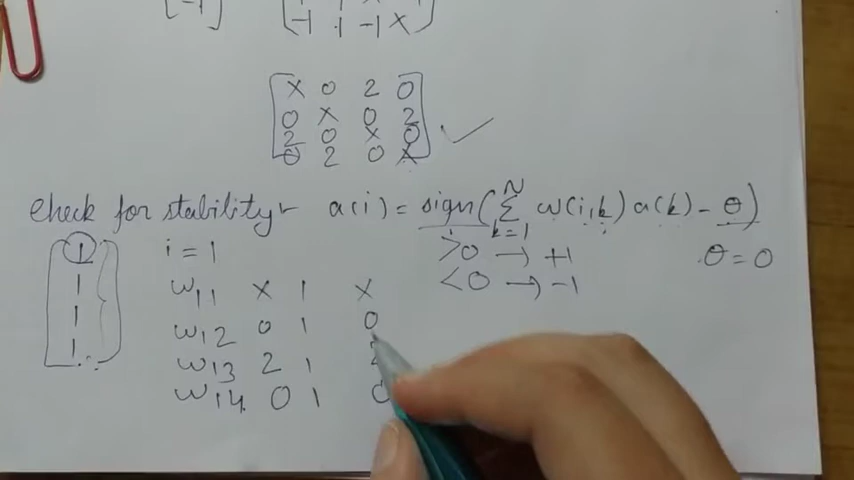 [-1]
-1 1 -1 x
x 0 2 0
0 x 0 2
2 0 x 0
0 2 0 x
Check for stability a(i) = sign(∑ w(i,k) a(k) - θ)
N
k=1
>0 → +1
<0 → -1
θ = 0
1
1
1
1
i = 1
w11 x 1 x
w12 0 1 0
w13 2 1 2
w14 0 1 0